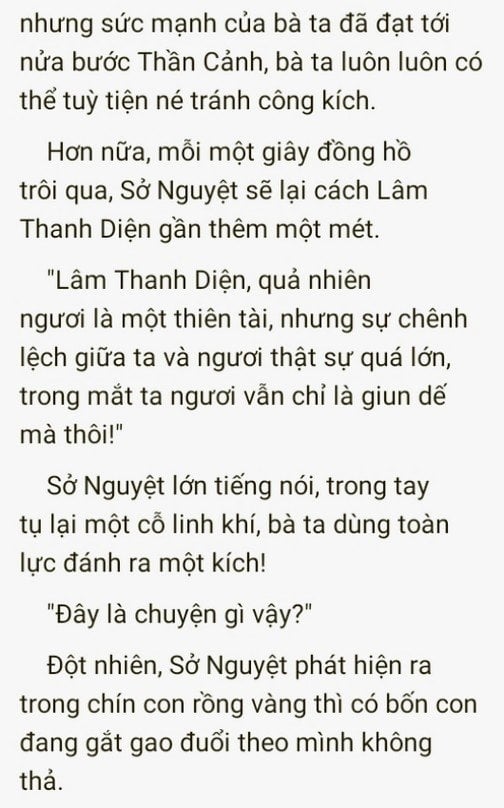 nhưng sức mạnh của bà ta đã đạt tới
nửa bước Thần Cảnh, bà ta luôn luôn có
thể tuỳ tiện né tránh công kích.
Hơn nữa, mỗi một giây đồng hồ
trôi qua, Sở Nguyệt sẽ lại cách Lâm
Thanh Diện gần thêm một mét.
"Lâm Thanh Diện, quả nhiên
ngươi là một thiên tài, nhưng sự chênh
lệch giữa ta và ngươi thật sự quá lớn,
trong mắt ta ngươi vẫn chỉ là giun dế
mà thôi!"
Sở Nguyệt lớn tiếng nói, trong tay
tụ lại một cỗ linh khí, bà ta dùng toàn
lực đánh ra một kích!
"Đây là chuyện gì vậy?"
Đột nhiên, Sở Nguyệt phát hiện ra
trong chín con rồng vàng thì có bốn con
đang gắt gao đuổi theo mình không
thả.